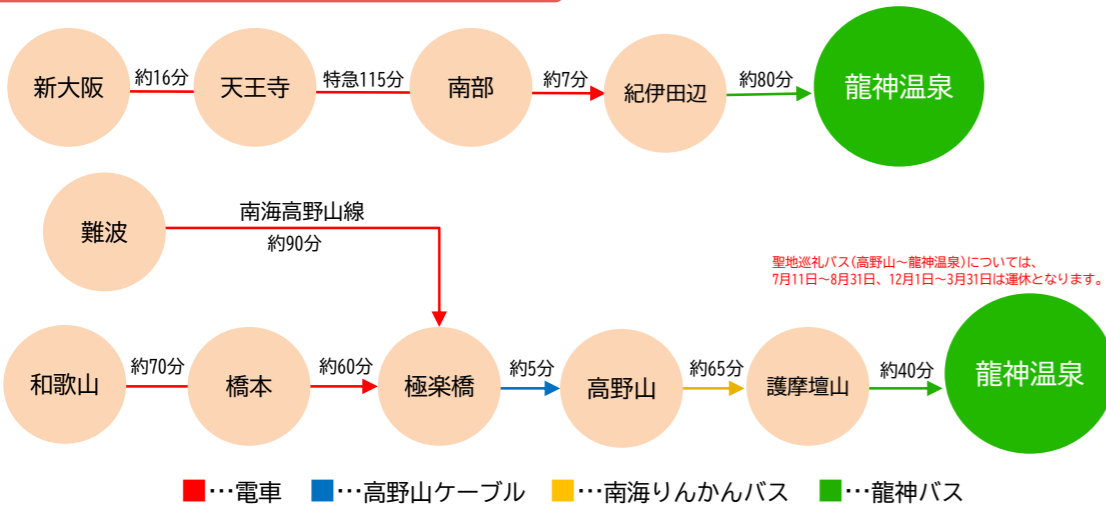 新大阪
約16分
天王寺
特急115分
南部
約7分
紀伊田辺
約80分
龍神温泉
難波
南海高野山線
約90分
聖地巡礼バス(高野山～龍神温泉)については、
7月11日～8月31日、12月1日～3月31日は運休となります。
和歌山
約70分
橋本
約60分
極楽橋
約5分
高野山
約65分
護摩壇山
約40分
龍神温泉
■…電車 ■…高野山ケーブル ■…南海りんかんバス ■…龍神バス